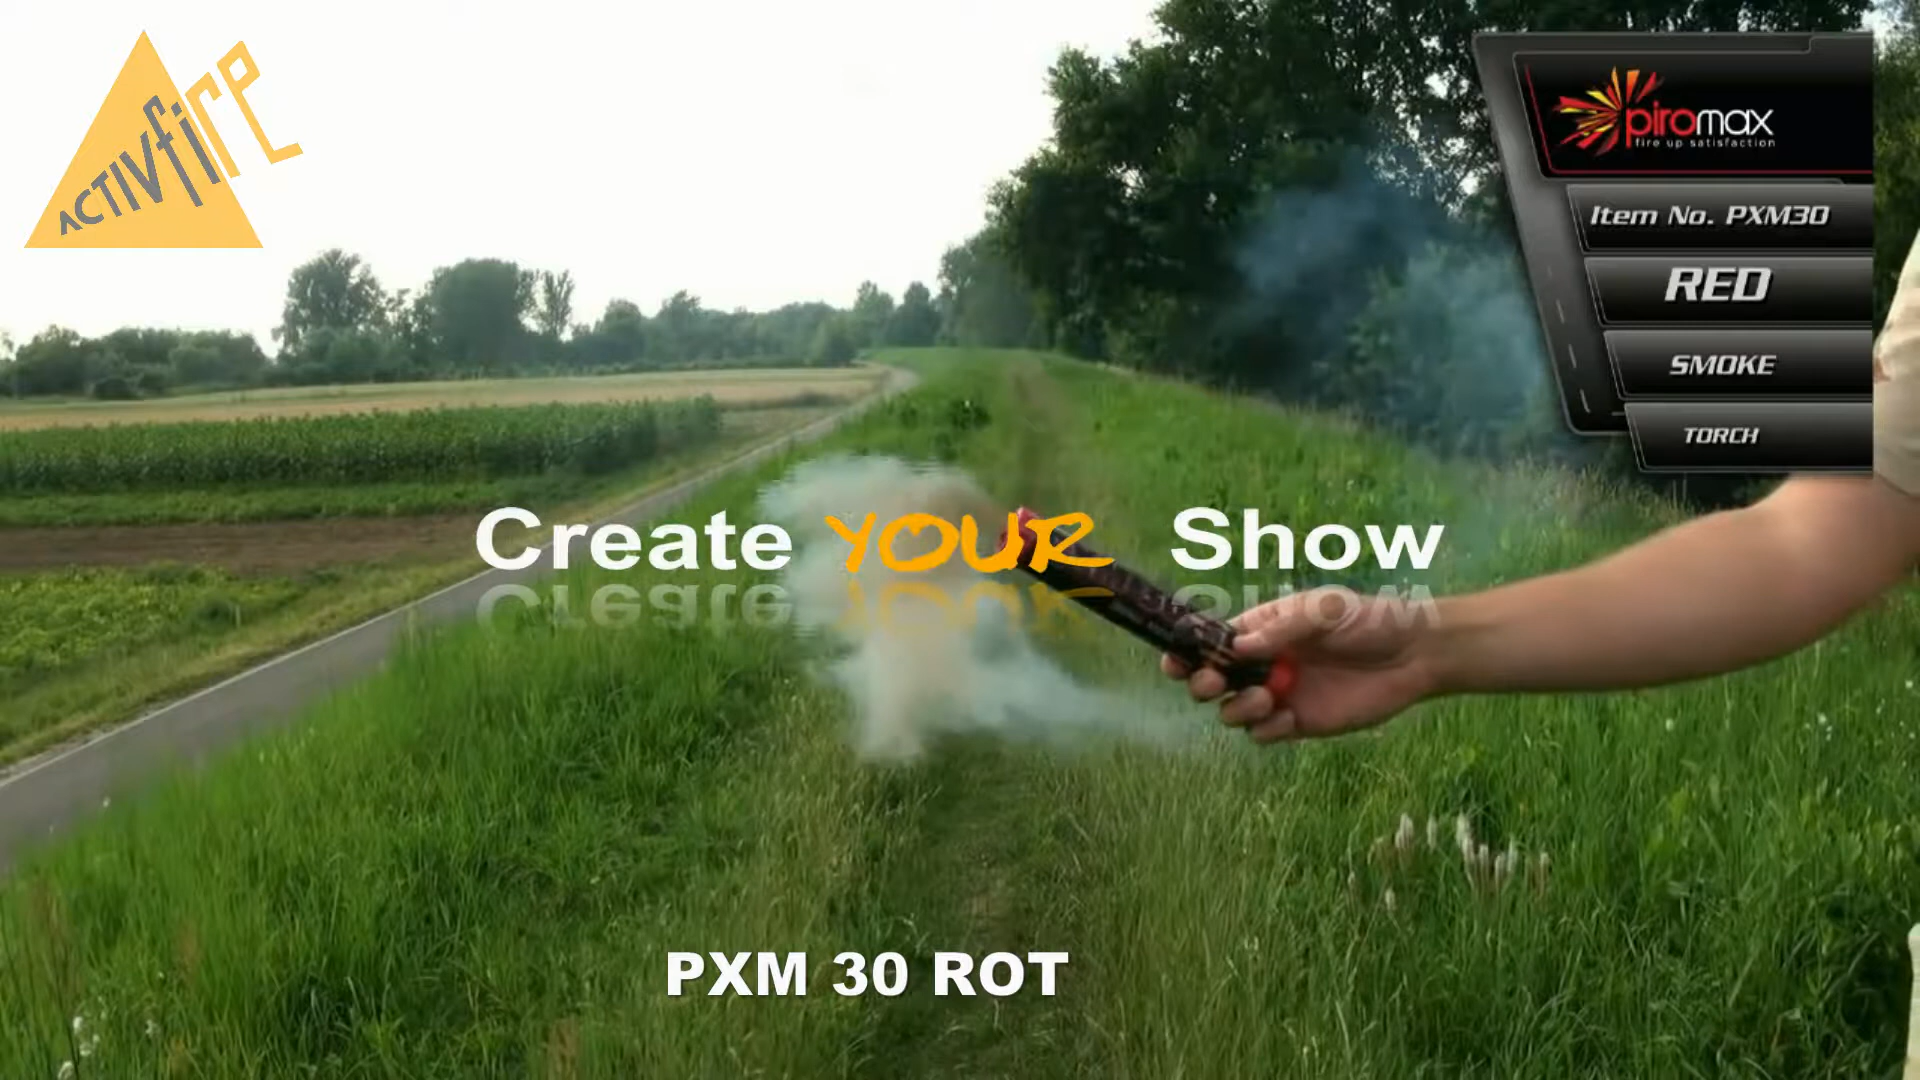 ACTIVfire
piromax
fire up satisfaction
Item No. PXM30
RED
SMOKE
TORCH
Create YOUR Show
PXM 30 ROT